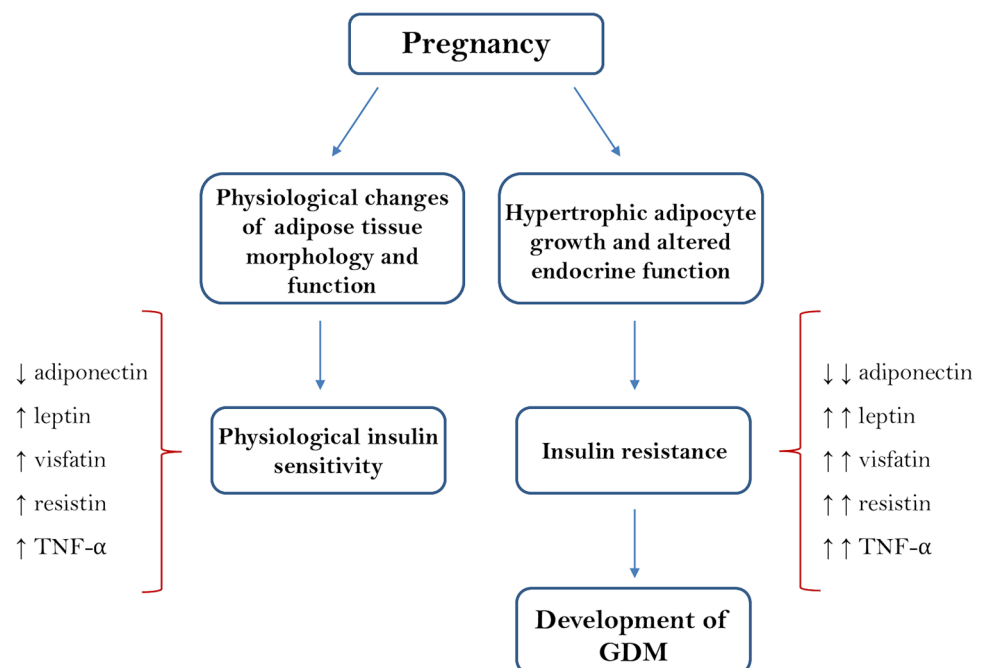 Pregnancy
Physiological changes
of adipose tissue
morphology and
function
Hypertrophic adipocyte
growth and altered
endocrine function
↓ adiponectin
↑ leptin
↑ visfatin
↑ resistin
↑ TNF-α
Physiological insulin
sensitivity
Insulin resistance
↓ ↓ adiponectin
↑ ↑ leptin
↑ ↑ visfatin
↑ ↑ resistin
↑ ↑ TNF-α
Development of
GDM